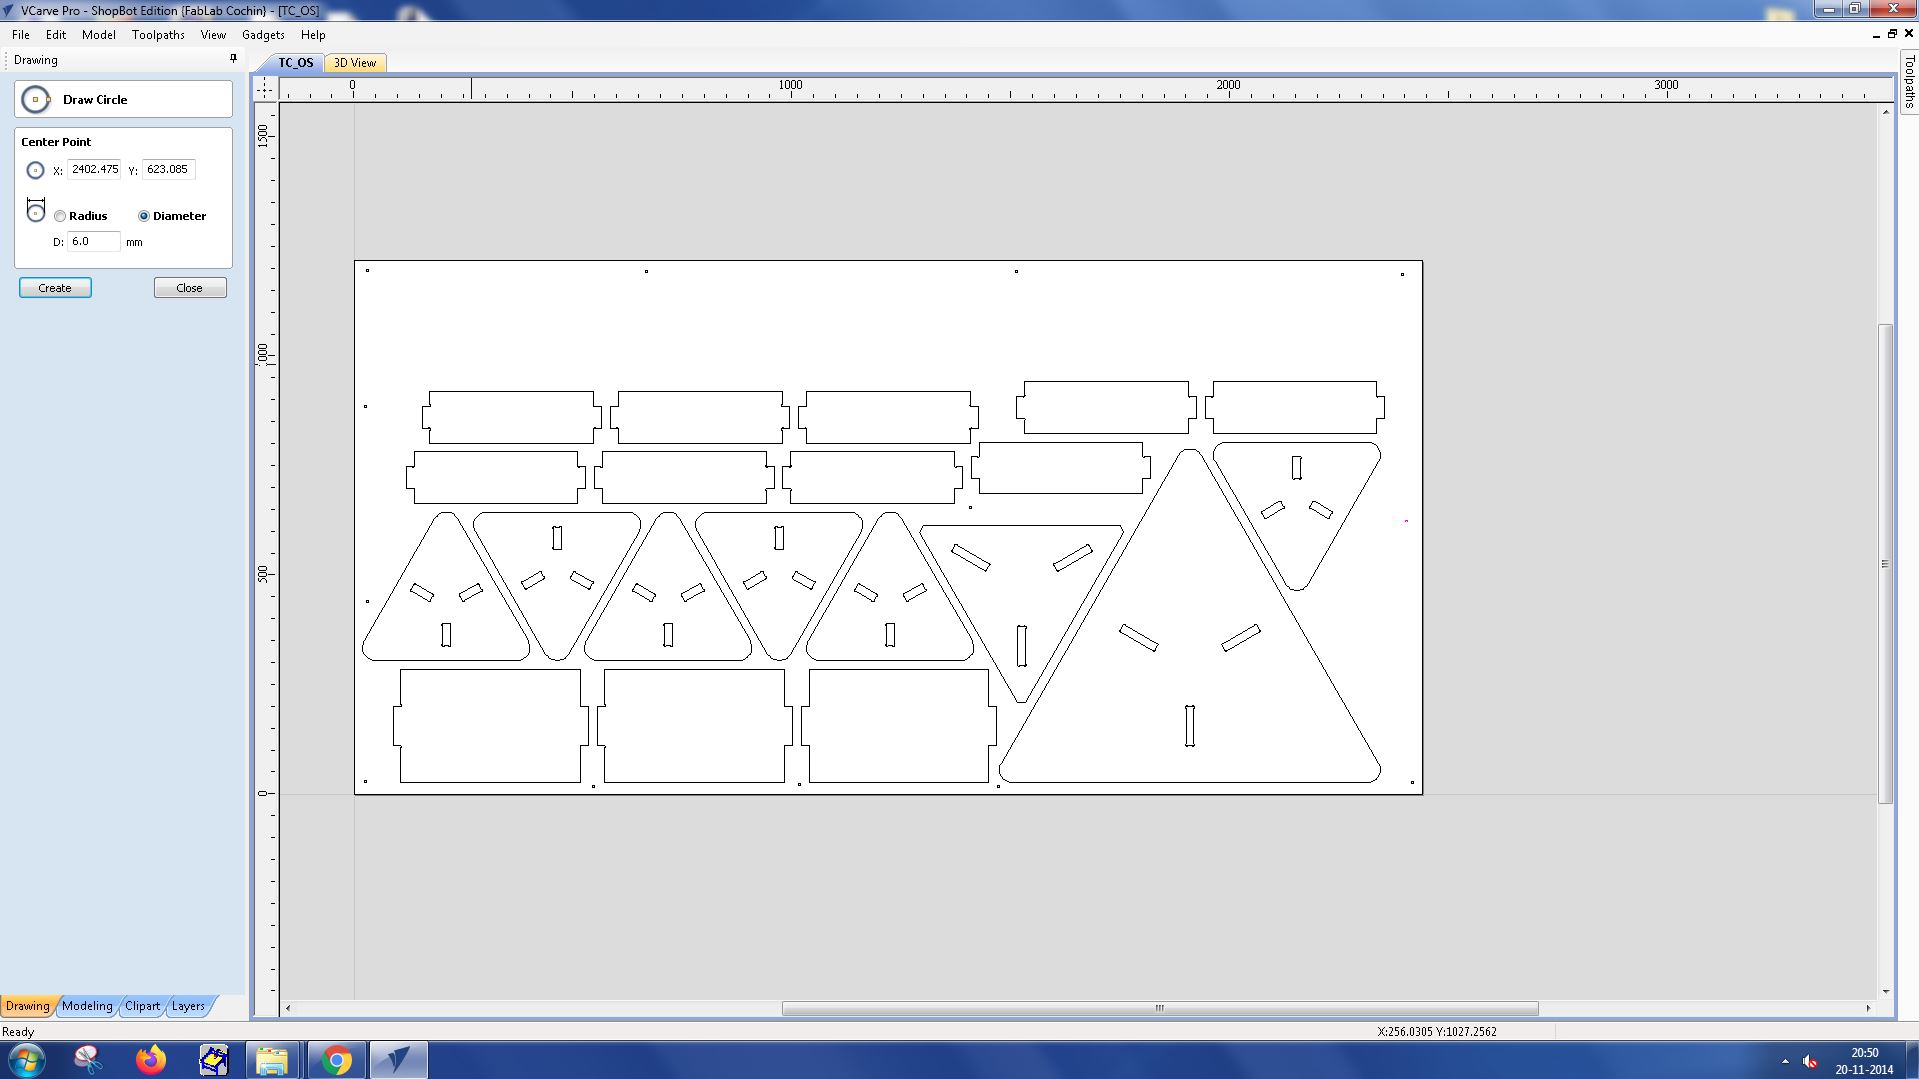 VCarve Pro - ShopBot Edition {FabLab Cochin} - [TC_OS]
File Edit Model Toolpaths View Gadgets Help
Drawing
TC_OS 3D View
Toolpaths
0 1000 2000 3000
Draw Circle
Center Point
X: 2402.475 Y: 623.085
Radius Diameter
D: 6.0 mm
Create Close
1500
1000
500
0
Drawing Modeling Clipart Layers
Ready
X:256.0305 Y:1027.2562
20:50
20-11-2014